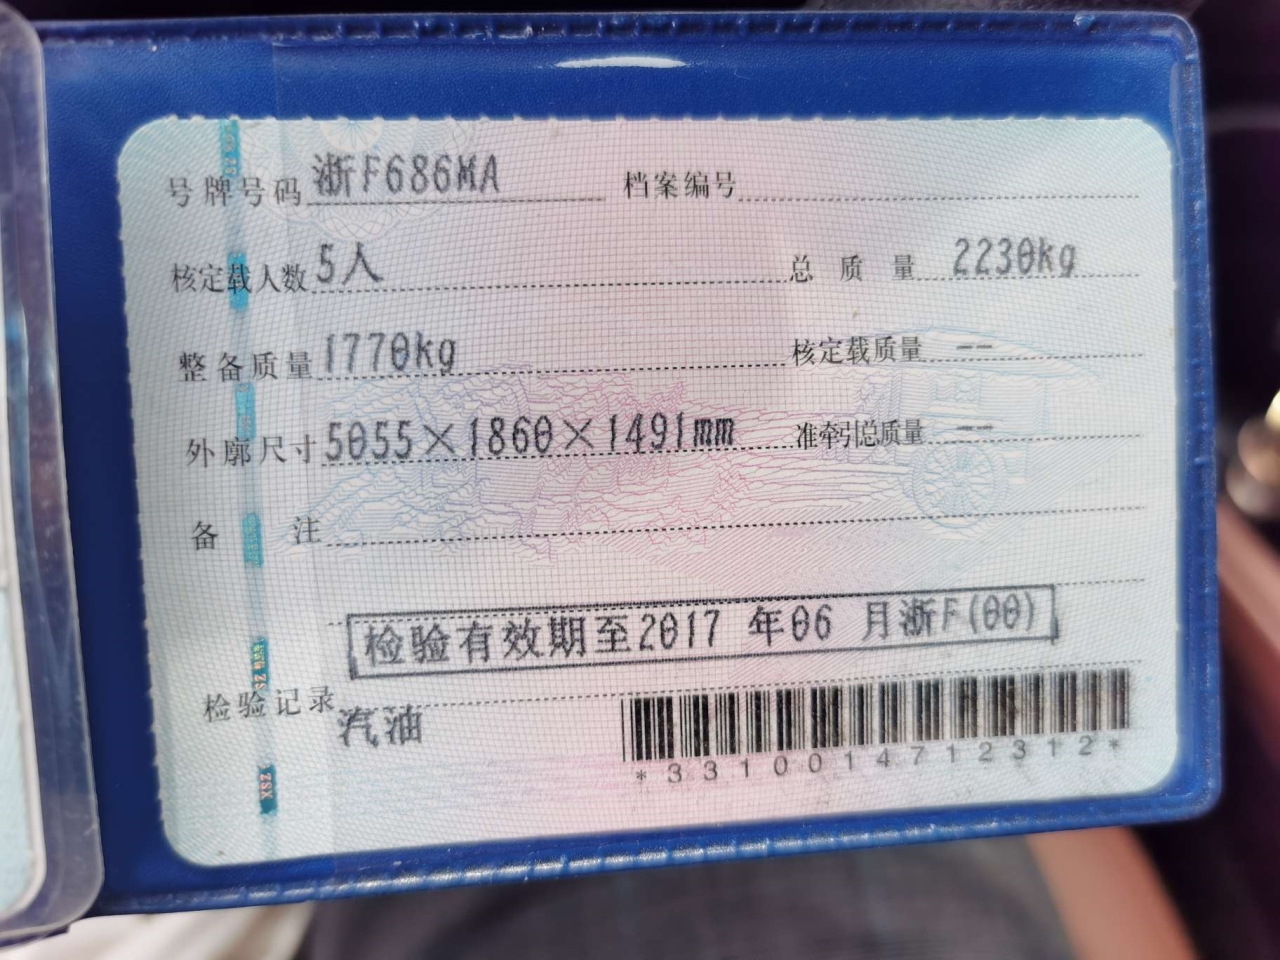 号牌号码 浙F686MA 档案编号
核定载人数 5人 总质量 2230kg
整备质量 1770kg 核定载质量 --
外廓尺寸 5055×1860×1491mm 准牵引总质量 --
备注
检验有效期至2017 年06 月浙F(00)
检验记录
汽油
*3310014712312*